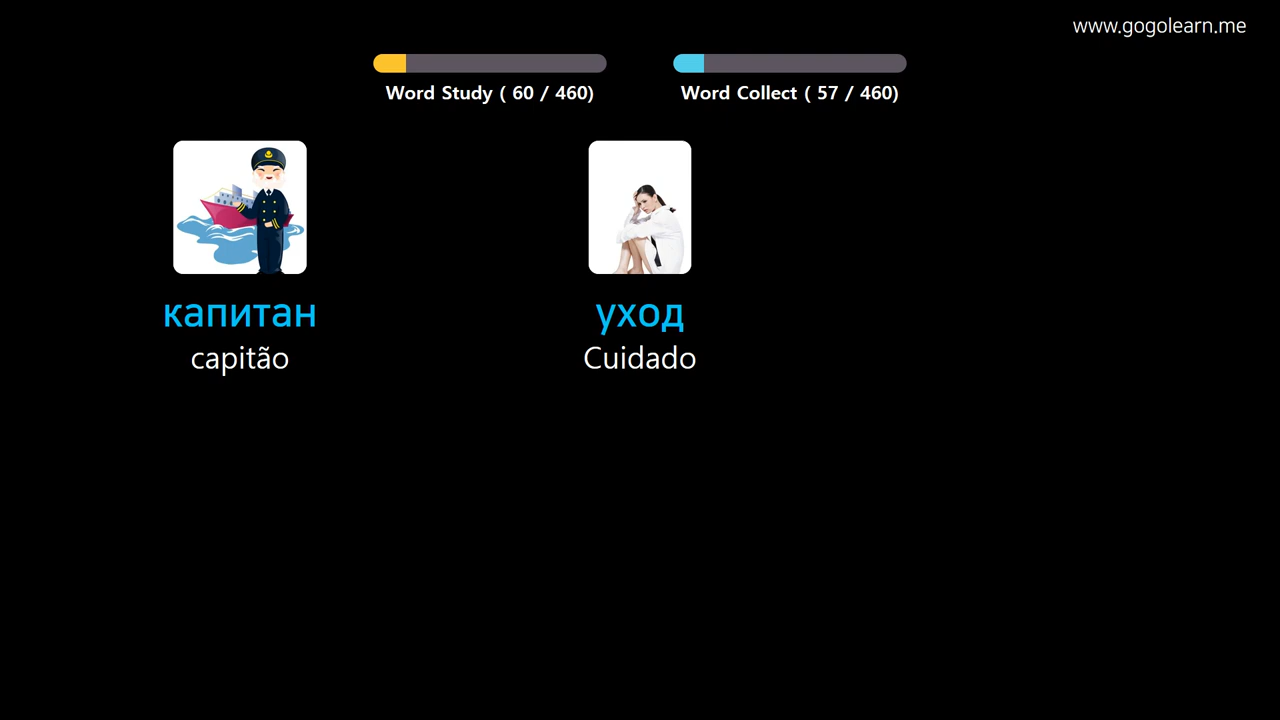 www.gogolearn.me
Word Study ( 60 / 460)
Word Collect ( 57 / 460)
капитан
capitão
уход
Cuidado